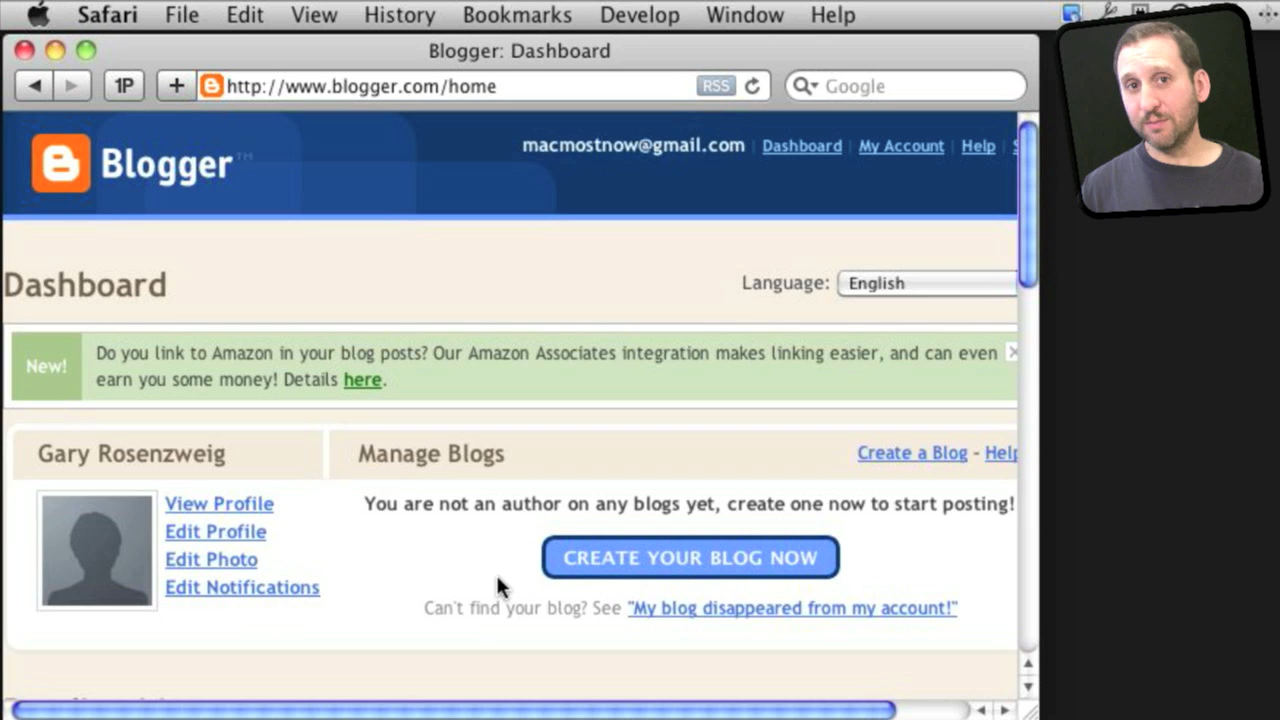 Safari File Edit View History Bookmarks Develop Window Help
Blogger: Dashboard
1P + http://www.blogger.com/home RSS Google
Blogger™
macmostnow@gmail.com Dashboard My Account Help
Dashboard
Language: English
New!
Do you link to Amazon in your blog posts? Our Amazon Associates integration makes linking easier, and can even
earn you some money! Details here.
Gary Rosenzweig
Manage Blogs
Create a Blog - Help
View Profile
Edit Profile
Edit Photo
Edit Notifications
You are not an author on any blogs yet, create one now to start posting!
CREATE YOUR BLOG NOW
Can't find your blog? See "My blog disappeared from my account!"